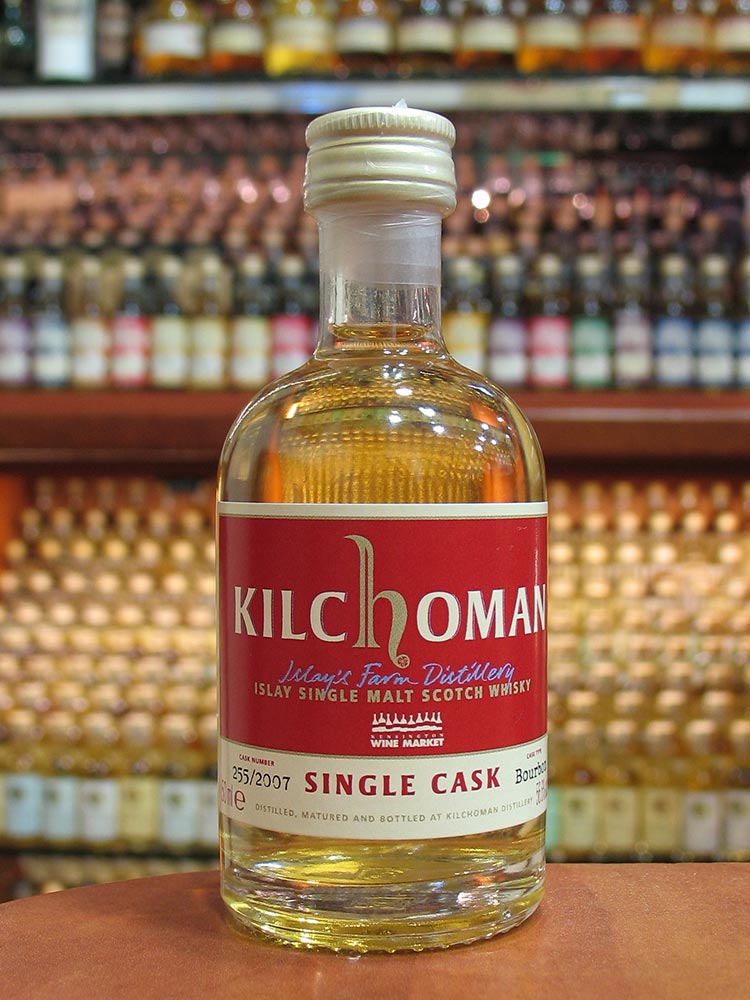 KILCHOMAN
Islay's Farm Distillery
ISLAY SINGLE MALT SCOTCH WHISKY
KENSINGTON
WINE MARKET
CASK NUMBER
255/2007
SINGLE CASK
CASK TYPE
Bourbon
DISTILLED, MATURED AND BOTTLED AT KILCHOMAN DISTILLERY